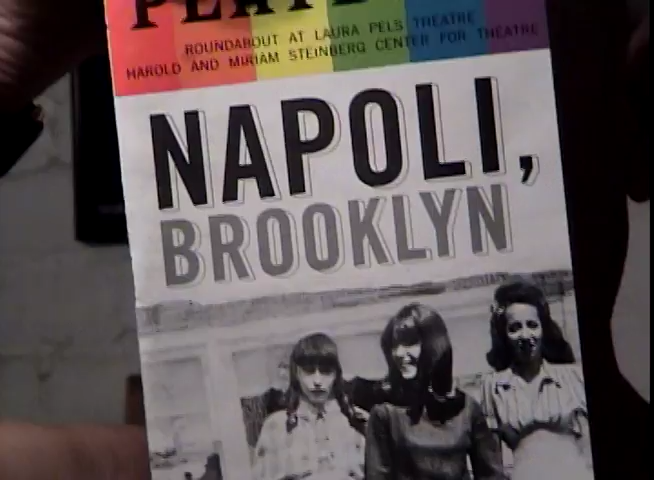 ROUNDABOUT AT LAURA PELS THEATRE
HAROLD AND MIRIAM STEINBERG CENTER FOR THEATRE
NAPOLI,
BROOKLYN